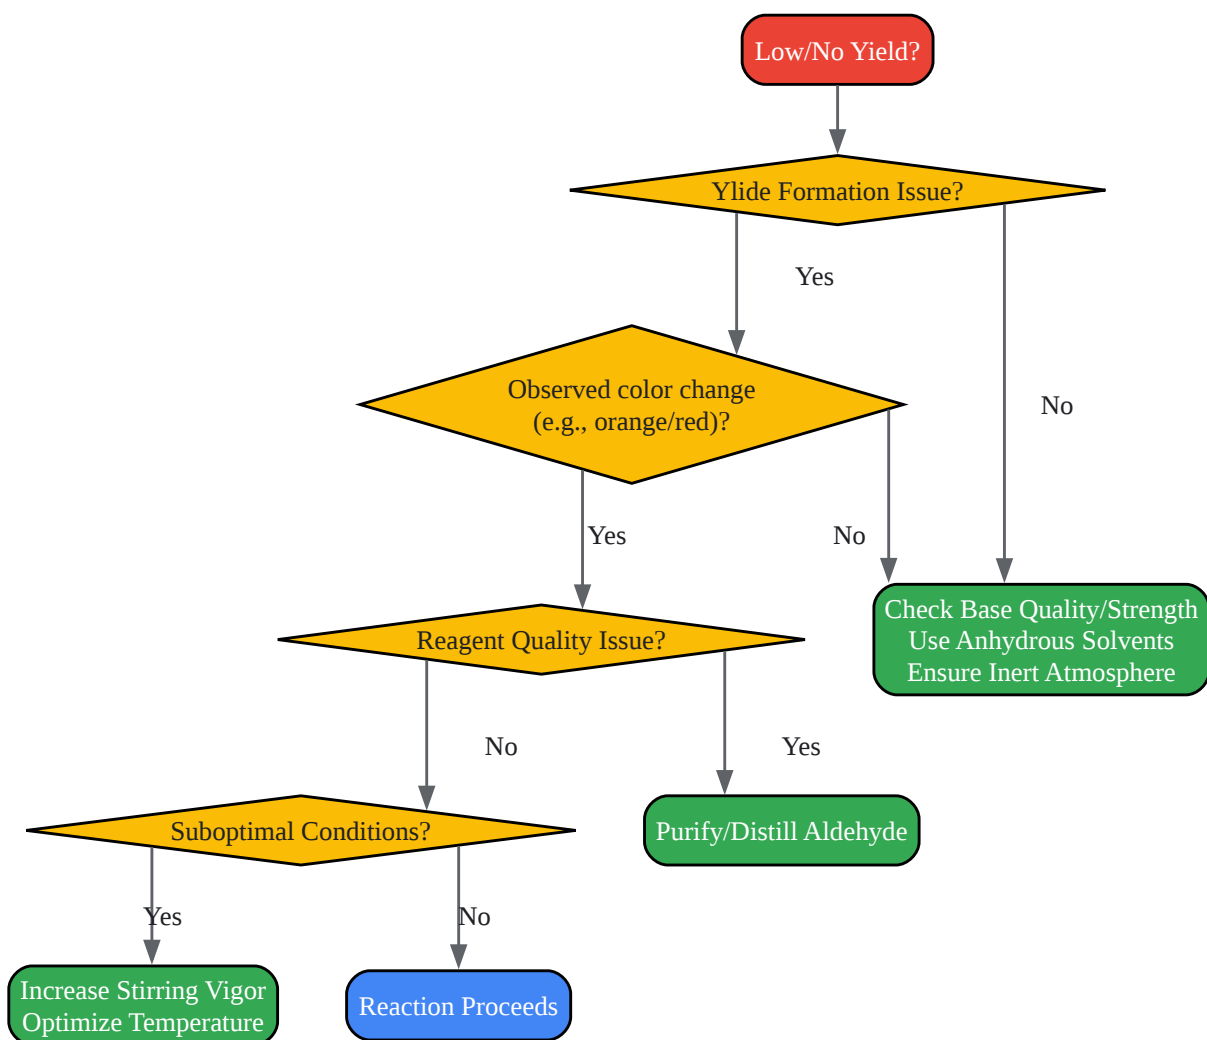 Low/No Yield?
Ylide Formation Issue?
Yes
Observed color change
(e.g., orange/red)?
No
Yes
No
Check Base Quality/Strength
Use Anhydrous Solvents
Ensure Inert Atmosphere
Reagent Quality Issue?
No
Yes
Suboptimal Conditions?
Purify/Distill Aldehyde
Yes
No
Increase Stirring Vigor
Optimize Temperature
Reaction Proceeds